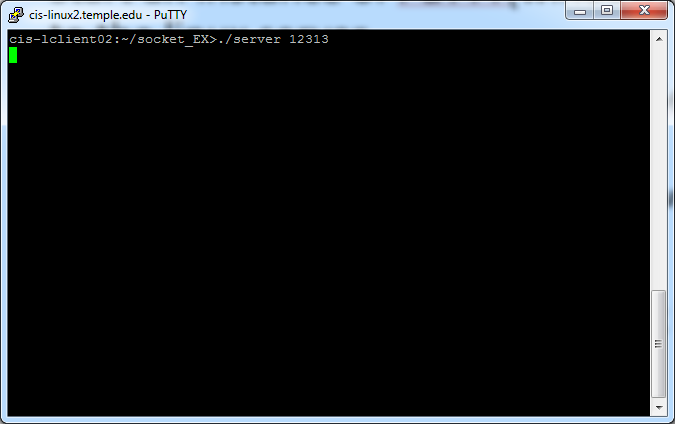 cis-linux2.temple.edu - PuTTY
cis-lclient02:~/socket_EX>./server 12313